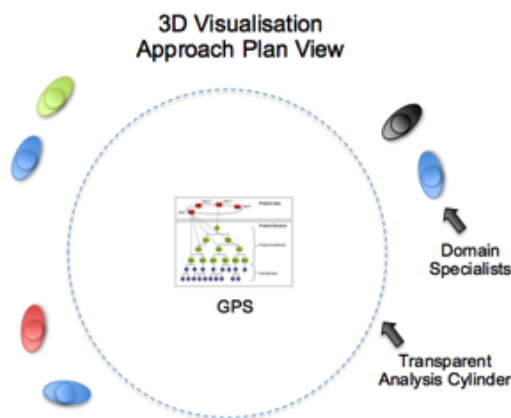 3D Visualisation
Approach Plan View
GPS
Domain
Specialists
Transparent
Analysis Cylinder